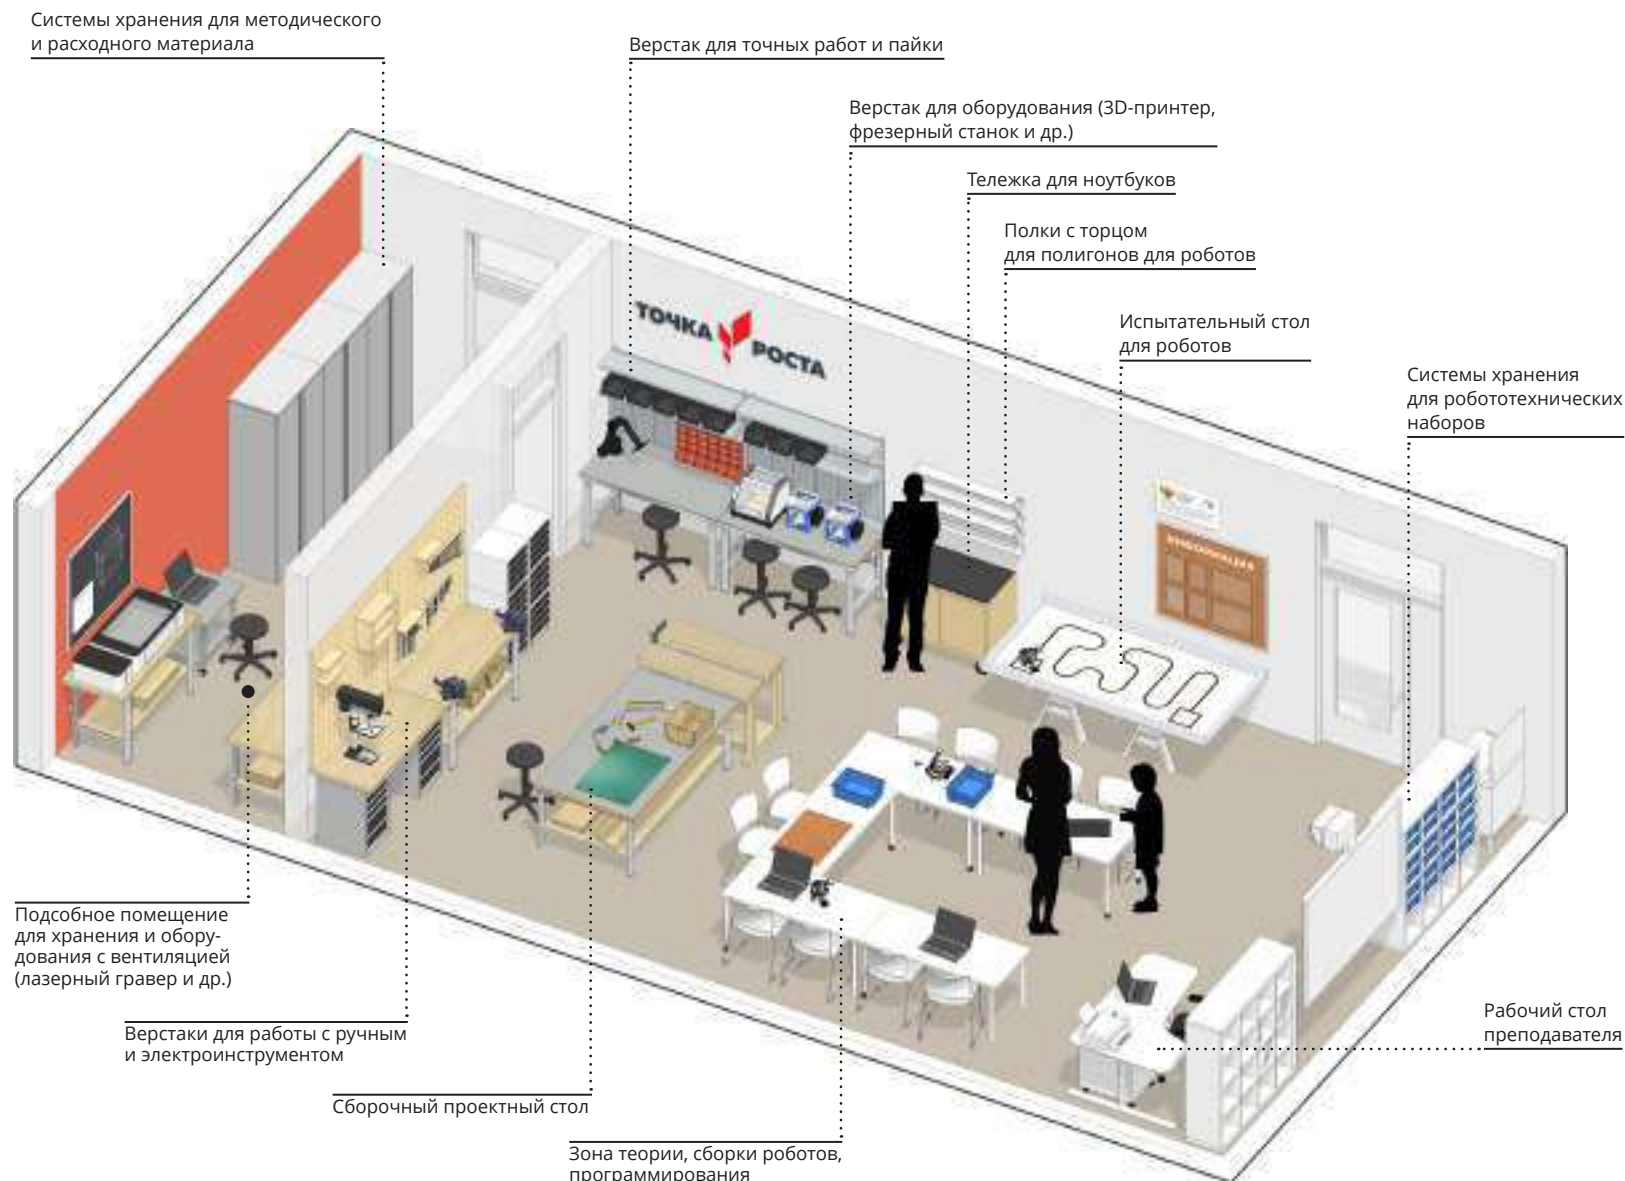 Системы хранения для методического
и расходного материала
Верстак для точных работ и пайки
Верстак для оборудования (3D-принтер,
фрезерный станок и др.)
Тележка для ноутбуков
Полки с торцом
для полигонов для роботов
Испытательный стол
для роботов
Системы хранения
для робототехнических
наборов
ТОЧКА
РОСТА
ИНФОРМАЦИЯ
Подсобное помещение
для хранения и обору-
дования с вентиляцией
(лазерный гравер и др.)
Верстаки для работы с ручным
и электроинструментом
Сборочный проектный стол
Зона теории, сборки роботов,
программирования
Рабочий стол
преподавателя